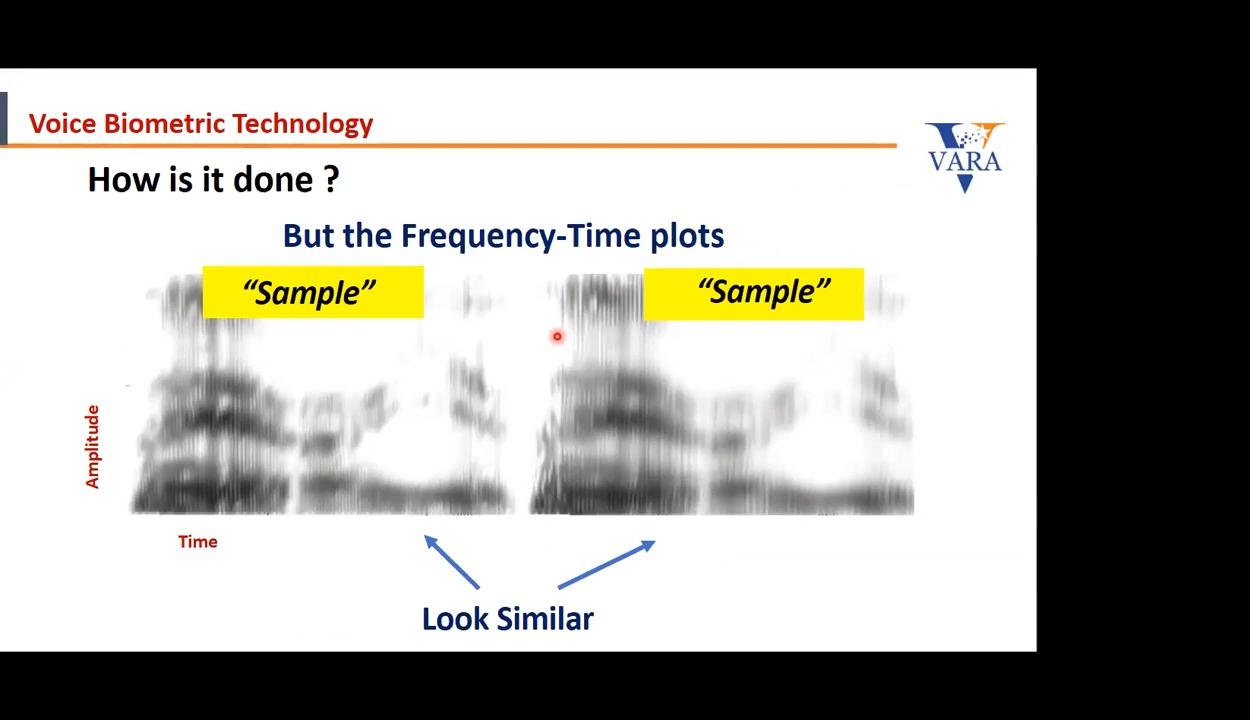 Voice Biometric Technology
VARA
How is it done ?
But the Frequency-Time plots
“Sample” “Sample”
Amplitude
Time
Look Similar